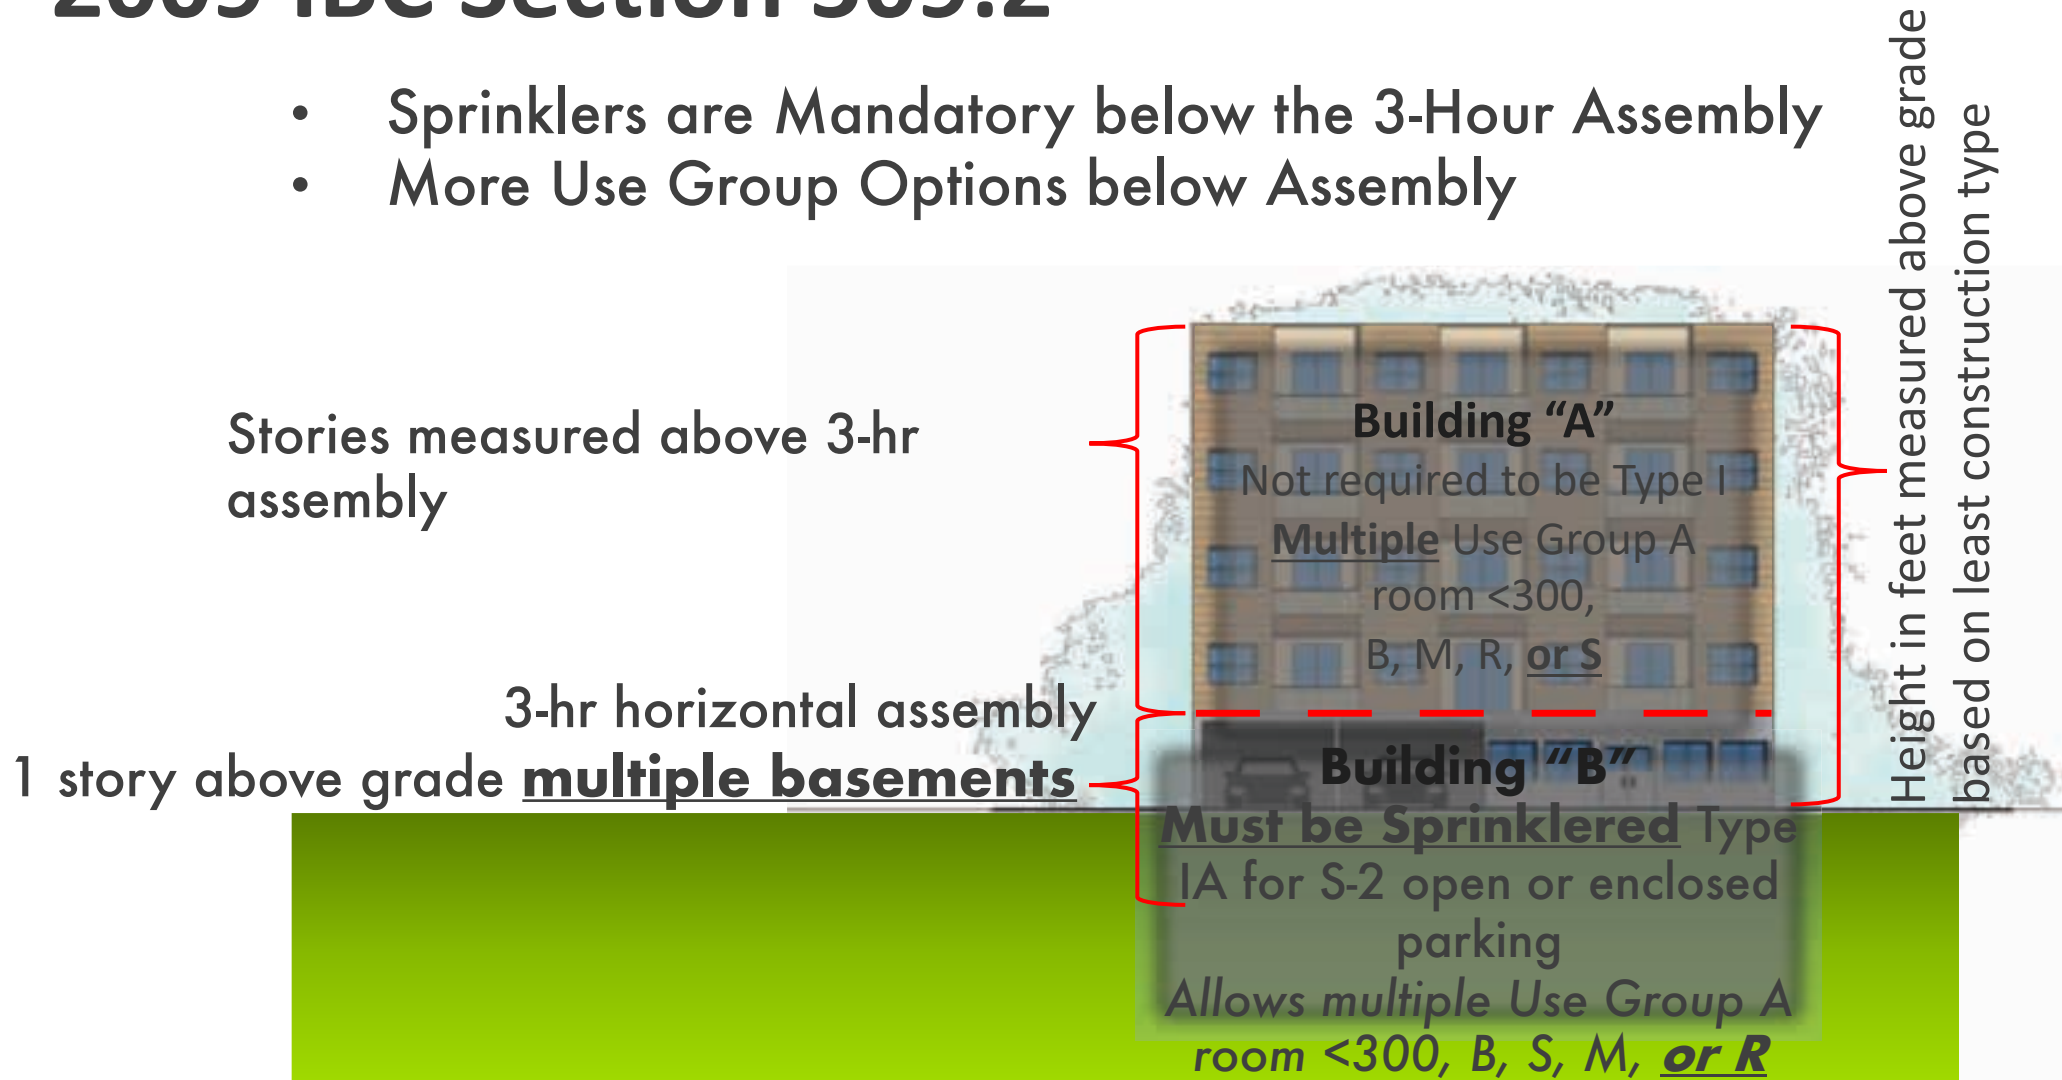 IBC Section
• Sprinklers are Mandatory below the 3-Hour Assembly
• More Use Group Options below Assembly
Stories measured above 3-hr
assembly
3-hr horizontal assembly
1 story above grade multiple basements
Building “A”
Not required to be Type I
Multiple Use Group A
room <300,
B, M, R, or S
Building “B”
Must be Sprinklered Type
IA for S-2 open or enclosed
parking
Allows multiple Use Group A
room <300, B, S, M, or R
Height in feet measured above grade
based on least construction type